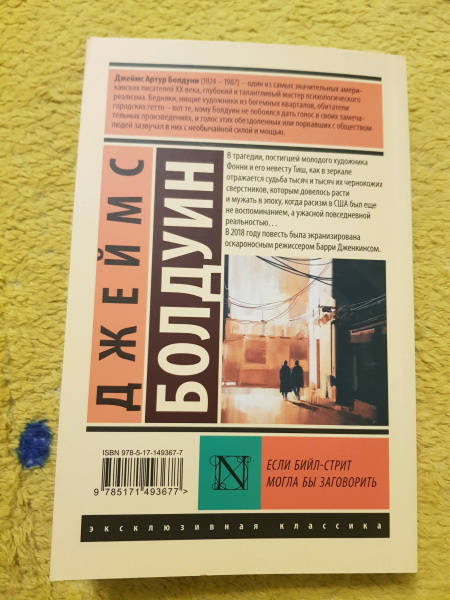 Джеймс Артур Болдуин (1924 – 1987) – один из самых значительных амери-
канских писателей XX века, глубокий и талантливый мастер психологического
реализма. Бедняки, нищие художники из богемных кварталов, обитатели
городских гетто – вот те, кому Болдуин не побоялся дать голос в своих замеча-
тельных произведениях, и голос этих обездоленных или порвавших с обществом
людей зазвучал в них с необычайной силой и мощью.
ДЖЕЙМС
БОЛДУИН
В трагедии, постигшей молодого художника
Фонни и его невесту Тиш, как в зеркале
отражается судьба тысяч и тысяч их чернокожих
сверстников, которым довелось расти
и мужать в эпоху, когда расизм в США был еще
не воспоминанием, а ужасной повседневной
реальностью...
В 2018 году повесть была экранизирована
оскароносным режиссером Барри Дженкинсом.
ISBN 978-5-17-149367-7
9 785171 493677 >
N
ЕСЛИ БИЙЛ-СТРИТ
МОГЛА БЫ ЗАГОВОРИТЬ
эксклюзивная классика